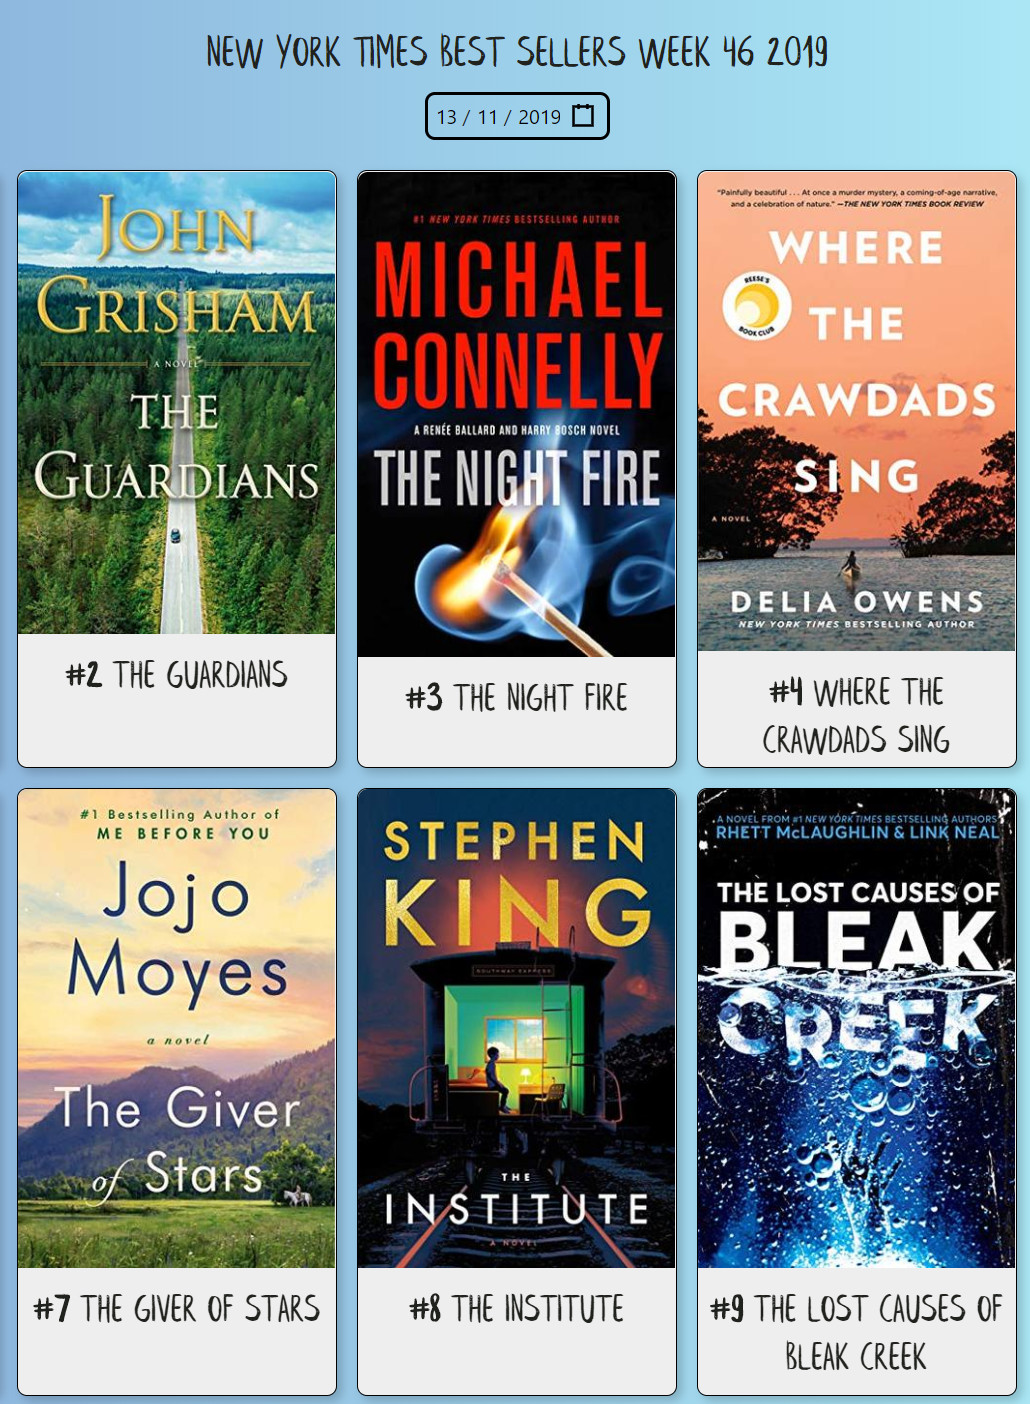 NEW YORK TIMES BEST SELLERS WEEK 46 2019
13 / 11 / 2019
JOHN
GRISHAM
A NOVEL
THE
GUARDIANS
#2 THE GUARDIANS
#1 NEW YORK TIMES BESTSELLING AUTHOR
MICHAEL
CONNELLY
A RENÉE BALLARD AND HARRY BOSCH NOVEL
THE NIGHT FIRE
#3 THE NIGHT FIRE
"Painfully beautiful . . . At once a murder mystery, a coming-of-age narrative,
and a celebration of nature." —THE NEW YORK TIMES BOOK REVIEW
WHERE
REESE'S
BOOK CLUB
THE
CRAWDADS
SING
A NOVEL
DELIA OWENS
NEW YORK TIMES BESTSELLING AUTHOR
#4 WHERE THE
CRAWDADS SING
#1 Bestselling Author of
ME BEFORE YOU
Jojo
Moyes
a novel
The Giver
of Stars
#7 THE GIVER OF STARS
STEPHEN
KING
SOUTHWAY EXPRESS
THE
INSTITUTE
A NOVEL
#8 THE INSTITUTE
A NOVEL FROM #1 NEW YORK TIMES BESTSELLING AUTHORS
RHETT McLAUGHLIN & LINK NEAL
THE LOST CAUSES OF
BLEAK
CREEK
#9 THE LOST CAUSES OF
BLEAK CREEK